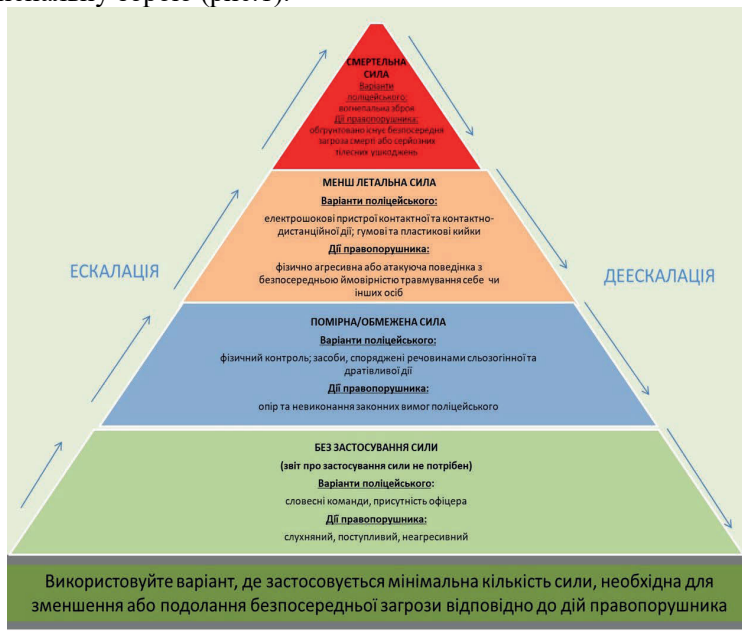 (рис.1).
СМЕРТЕЛЬНА
СИЛА
Варіанти
поліцейського:
вогнепальна зброя
Дії правопорушника:
обґрунтовано існує безпосередня
загроза смерті або серйозних
тілесних ушкоджень
МЕНШ ЛЕТАЛЬНА СИЛА
Варіанти поліцейського:
електрошокові пристрої контактної та контактно-
дистанційної дії; гумові та пластикові кийки
Дії правопорушника:
фізично агресивна або атакуюча поведінка з
безпосередньою ймовірністю травмування себе чи
інших осіб
ЕСКАЛАЦІЯ
ДЕЕСКАЛАЦІЯ
ПОМІРНА/ОБМЕЖЕНА СИЛА
Варіанти поліцейського:
фізичний контроль; засоби, споряджені речовинами сльозогінної та
дратівливої дії
Дії правопорушника:
опір та невиконання законних вимог поліцейського
БЕЗ ЗАСТОСУВАННЯ СИЛИ
(звіт про застосування сили не потрібен)
Варіанти поліцейського:
словесні команди, присутність офіцера
Дії правопорушника:
слухняний, поступливий, неагресивний
Використовуйте варіант, де застосовується мінімальна кількість сили, необхідна для
зменшення або подолання безпосередньої загрози відповідно до дій правопорушника